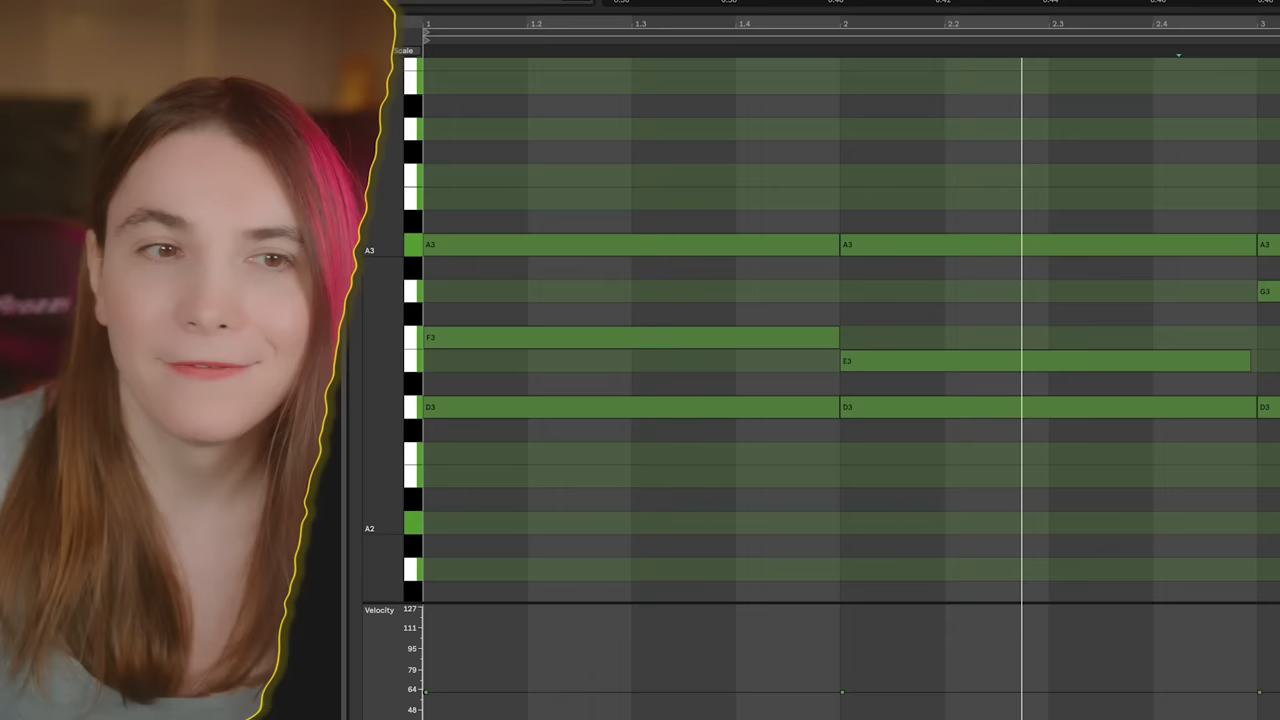 1 1.2 1.3 1.4 2 2.2 2.3 2.4 3
Scale
A3 A3 A3 A3
G3
F3
E3
D3 D3 D3
A2
Velocity 127
111
95
79
64
48